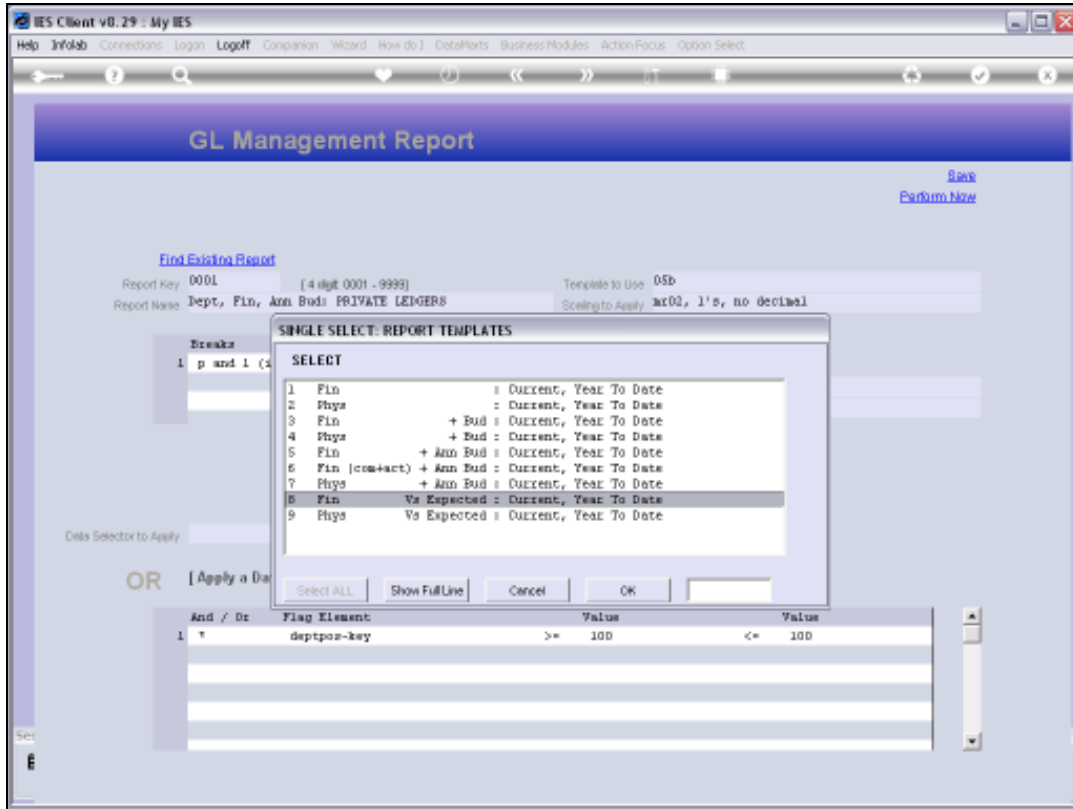 IES Client v8.29 : My IES
Help Infolab Connections Logon Logoff Companion Wizard How do I DataMarts Business Modules Action Focus Option Select
GL Management Report
Save
Perform Now
Find Existing Report
Report Key 0001 [ 4 digit 0001 - 9999] Template to Use 05b
Report Name Dept, Fin, Ann Bud: PRIVATE LEDGERS Scaling to Apply mr02, 1's, no decimal
Breaks
1 p and l (i
SINGLE SELECT: REPORT TEMPLATES
SELECT
1 Fin : Current, Year To Date
2 Phys : Current, Year To Date
3 Fin + Bud : Current, Year To Date
4 Phys + Bud : Current, Year To Date
5 Fin + Ann Bud : Current, Year To Date
6 Fin (com+act) + Ann Bud : Current, Year To Date
7 Phys + Ann Bud : Current, Year To Date
8 Fin Vs Expected : Current, Year To Date
9 Phys Vs Expected : Current, Year To Date
Select ALL Show Full Line Cancel OK
Data Selector to Apply
OR [ Apply a Da
And / Or Flag Element Value Value
1 deptpos-key >= 100 <= 100